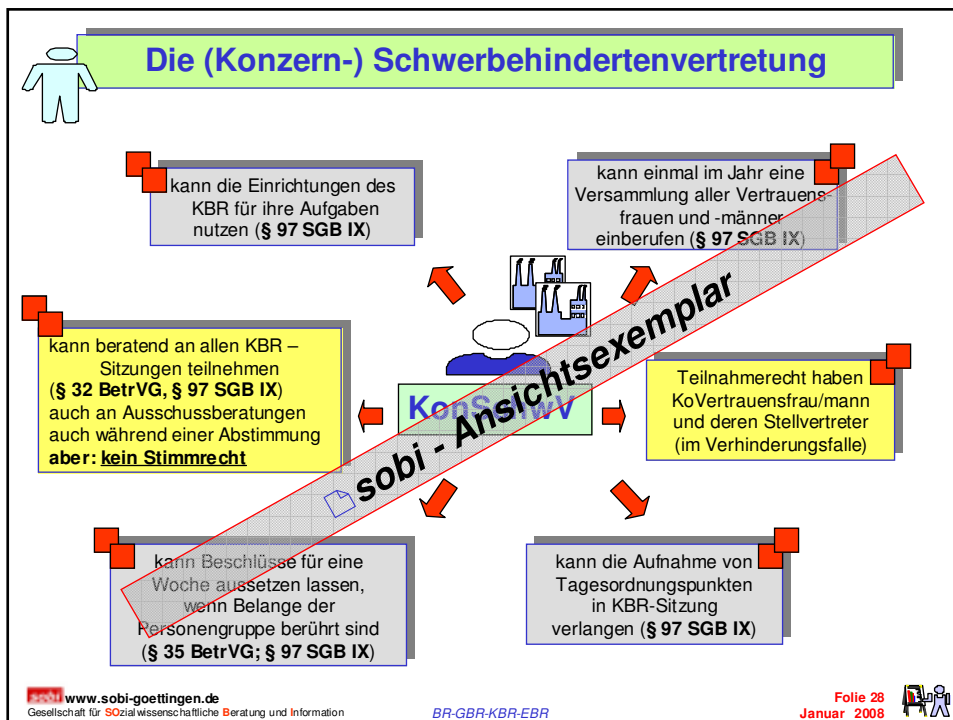 Die (Konzern-) Schwerbehindertenvertretung
kann die Einrichtungen des
KBR für ihre Aufgaben
nutzen (§ 97 SGB IX)
kann einmal im Jahr eine
Versammlung aller Vertrauens-
frauen und -männer
einberufen (§ 97 SGB IX)
kann beratend an allen KBR –
Sitzungen teilnehmen
(§ 32 BetrVG, § 97 SGB IX)
auch an Ausschussberatungen
auch während einer Abstimmung
aber: kein Stimmrecht
KonSchwV
Teilnahmerecht haben
KoVertrauensfrau/mann
und deren Stellvertreter
(im Verhinderungsfalle)
sobi - Ansichtsexemplar
kann Beschlüsse für eine
Woche aussetzen lassen,
wenn Belange der
Personengruppe berührt sind
(§ 35 BetrVG; § 97 SGB IX)
kann die Aufnahme von
Tagesordnungspunkten
in KBR-Sitzung
verlangen (§ 97 SGB IX)
sobi www.sobi-goettingen.de
Gesellschaft für SOzialwissenschaftliche Beratung und Information
BR-GBR-KBR-EBR
Folie 28
Januar 2008